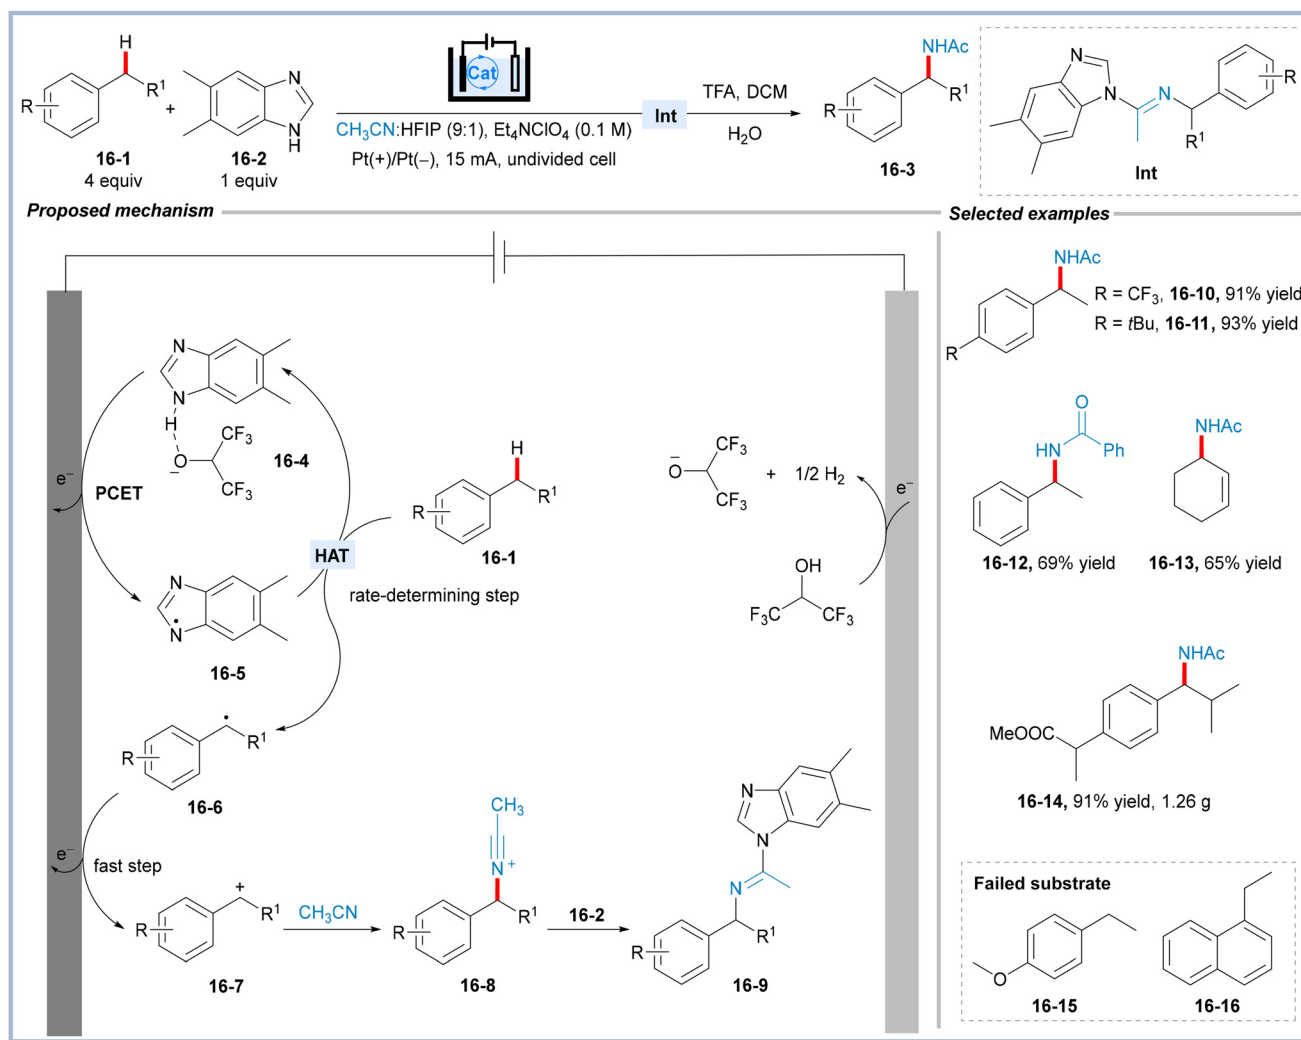 H
R
R¹
16-1
4 equiv
+
N
N
H
16-2
1 equiv
Cat
CH₃CN:HFIP (9:1), Et₄NClO₄ (0.1 M)
Pt(+)/Pt(−), 15 mA, undivided cell
Int
TFA, DCM
H₂O
NHAc
R
R¹
16-3
N
N
N
R
R¹
Int
Proposed mechanism
Selected examples
N
N
H
O
−
CF₃
CF₃
16-4
e⁻
PCET
N
N
16-5
HAT
H
R
R¹
16-1
rate-determining step
R
R¹
16-6
e⁻
fast step
+
R
R¹
16-7
CH₃CN
CH₃
N⁺
R
R¹
16-8
16-2
N
N
N
R
R¹
16-9
−
O
CF₃
CF₃
+ 1/2 H₂
e⁻
OH
F₃C
CF₃
NHAc
R
R = CF₃, 16-10, 91% yield
R = tBu, 16-11, 93% yield
O
HN
Ph
16-12, 69% yield
NHAc
16-13, 65% yield
NHAc
MeOOC
16-14, 91% yield, 1.26 g
Failed substrate
O
16-15
16-16